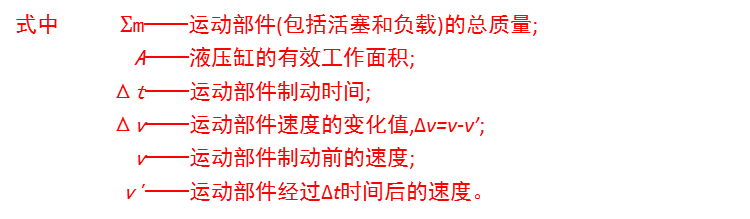 式中 Σm——运动部件(包括活塞和负载)的总质量;
A——液压缸的有效工作面积;
Δ t——运动部件制动时间;
Δ v——运动部件速度的变化值,Δv=v-v′;
v——运动部件制动前的速度;
v ′——运动部件经过Δt时间后的速度。